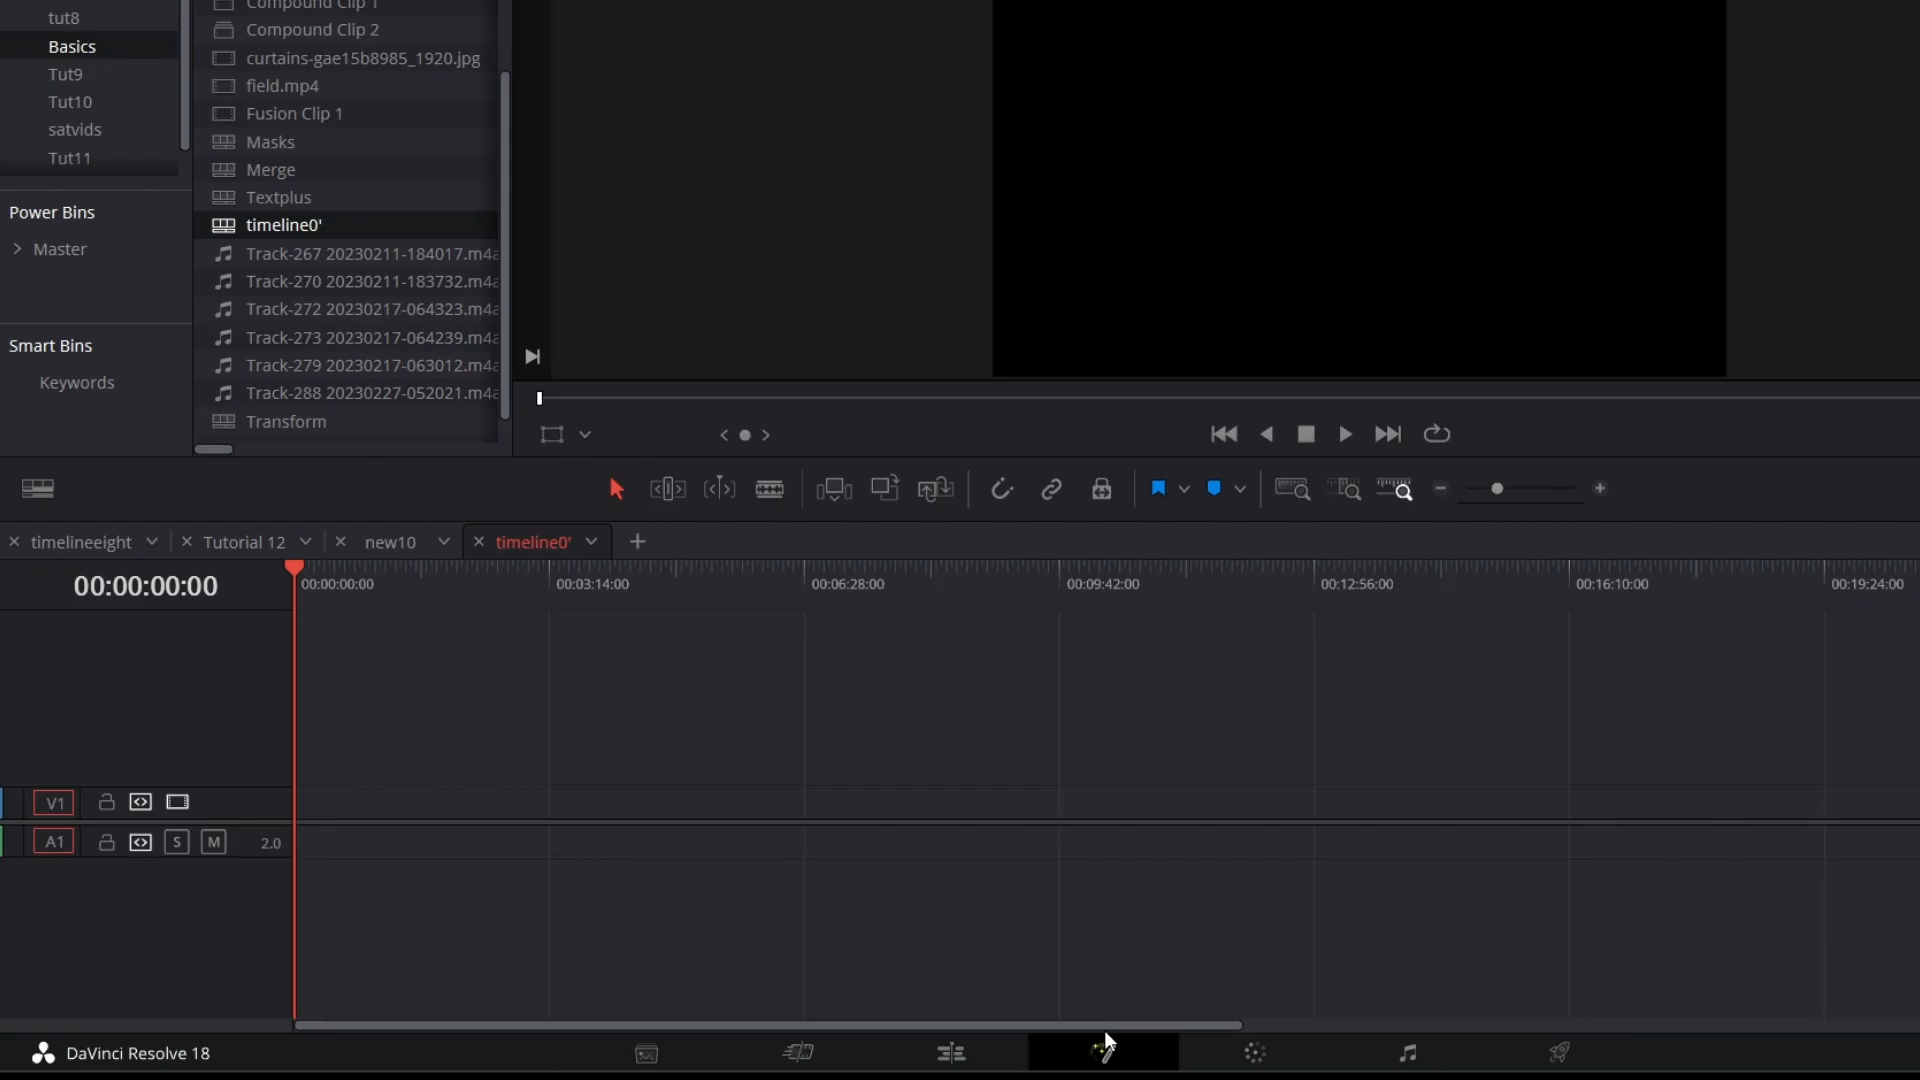 tut8
Basics
Tut9
Tut10
satvids
Tut11
Power Bins
Master
Smart Bins
Keywords
Compound Clip 1
Compound Clip 2
curtains-gae15b8985_1920.jpg
field.mp4
Fusion Clip 1
Masks
Merge
Textplus
timeline0'
Track-267 20230211-184017.m4a
Track-270 20230211-183732.m4a
Track-272 20230217-064323.m4a
Track-273 20230217-064239.m4a
Track-279 20230217-063012.m4a
Track-288 20230227-052021.m4a
Transform
timelineeight
Tutorial 12
new10
timeline0'
00:00:00:00
00:00:00:00
00:03:14:00
00:06:28:00
00:09:42:00
00:12:56:00
00:16:10:00
00:19:24:00
V1
A1
S
M
2.0
DaVinci Resolve 18